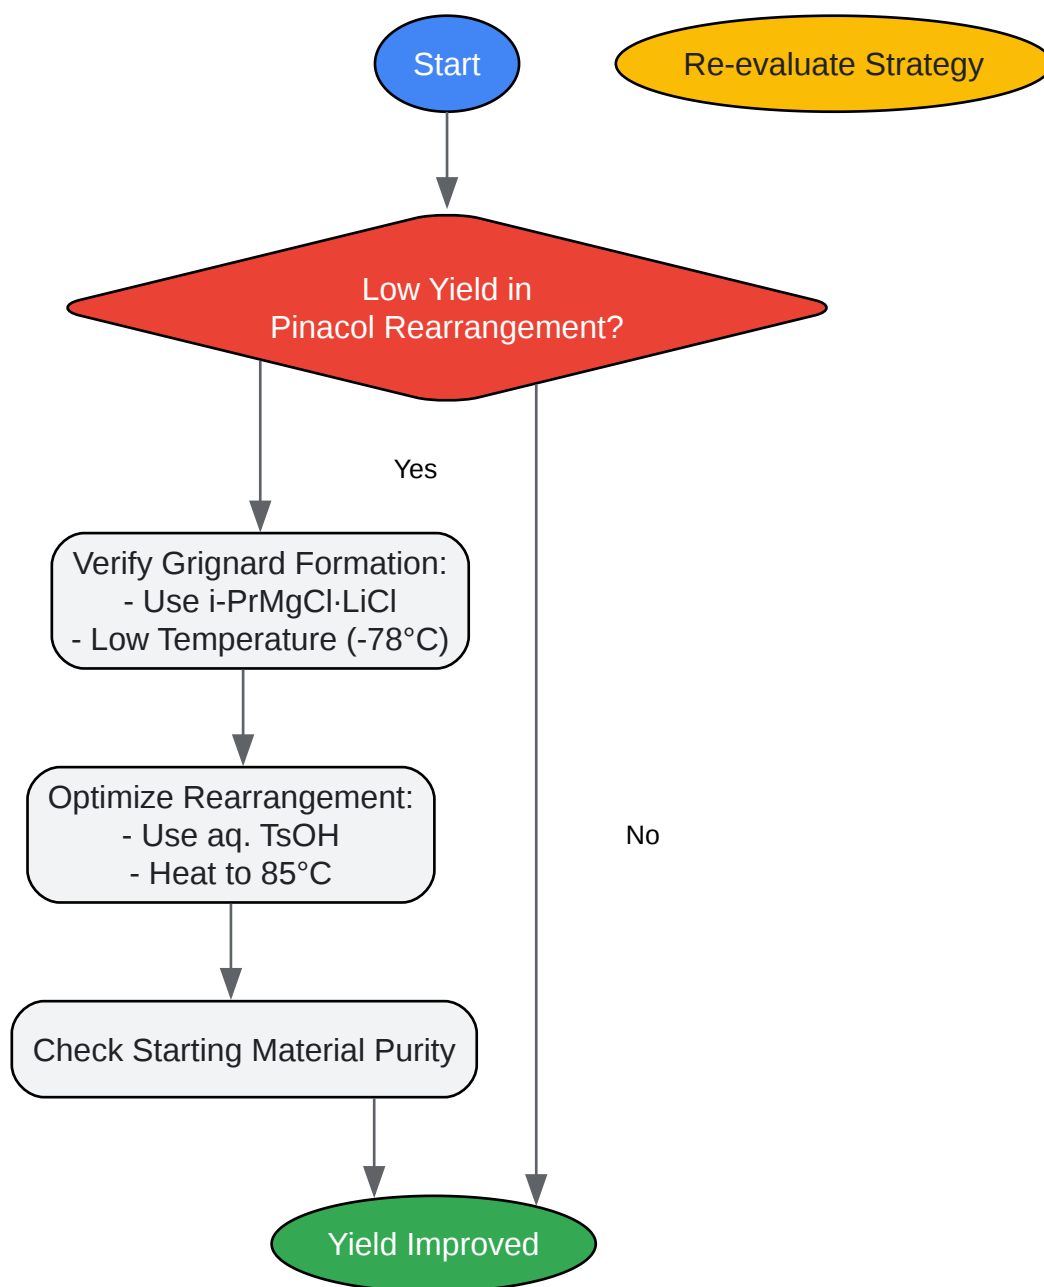 Start
Re-evaluate Strategy
Low Yield in
Pinacol Rearrangement?
Yes
Verify Grignard Formation:
- Use i-PrMgCl·LiCl
- Low Temperature (-78°C)
Optimize Rearrangement:
- Use aq. TsOH
- Heat to 85°C
No
Check Starting Material Purity
Yield Improved